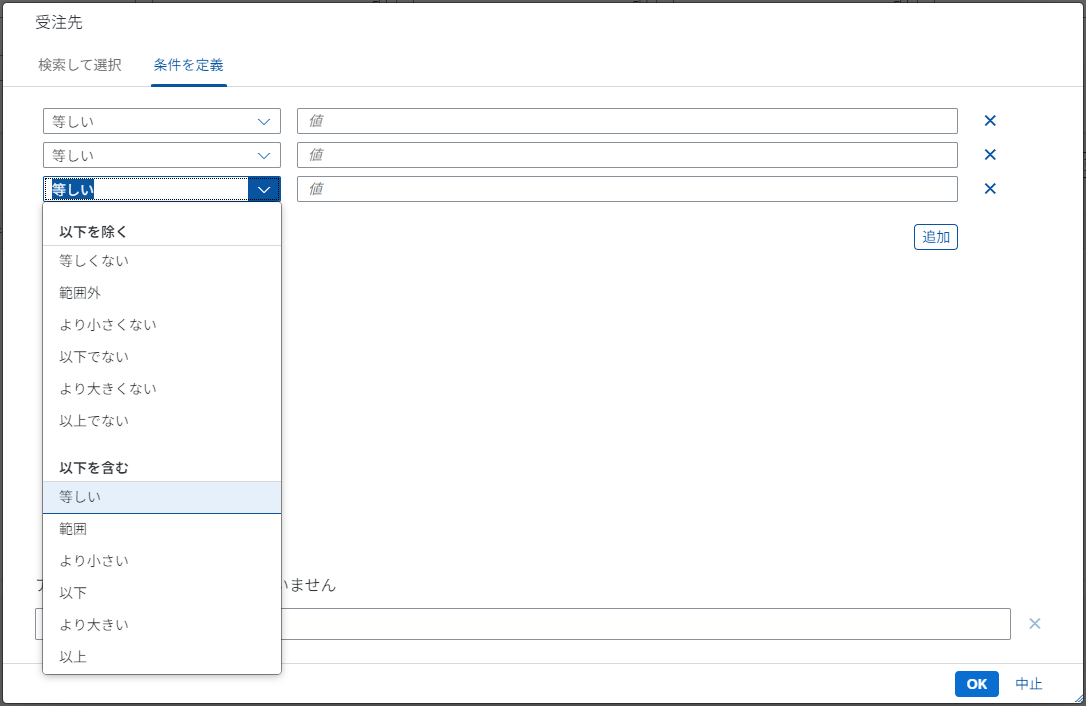 受注先
検索して選択 条件を定義
等しい 値
等しい 値
等しい 値
追加
以下を除く
等しくない
範囲外
より小さくない
以下でない
より大きくない
以上でない
以下を含む
等しい
範囲
より小さい
いません
以下
より大きい
以上
OK 中止